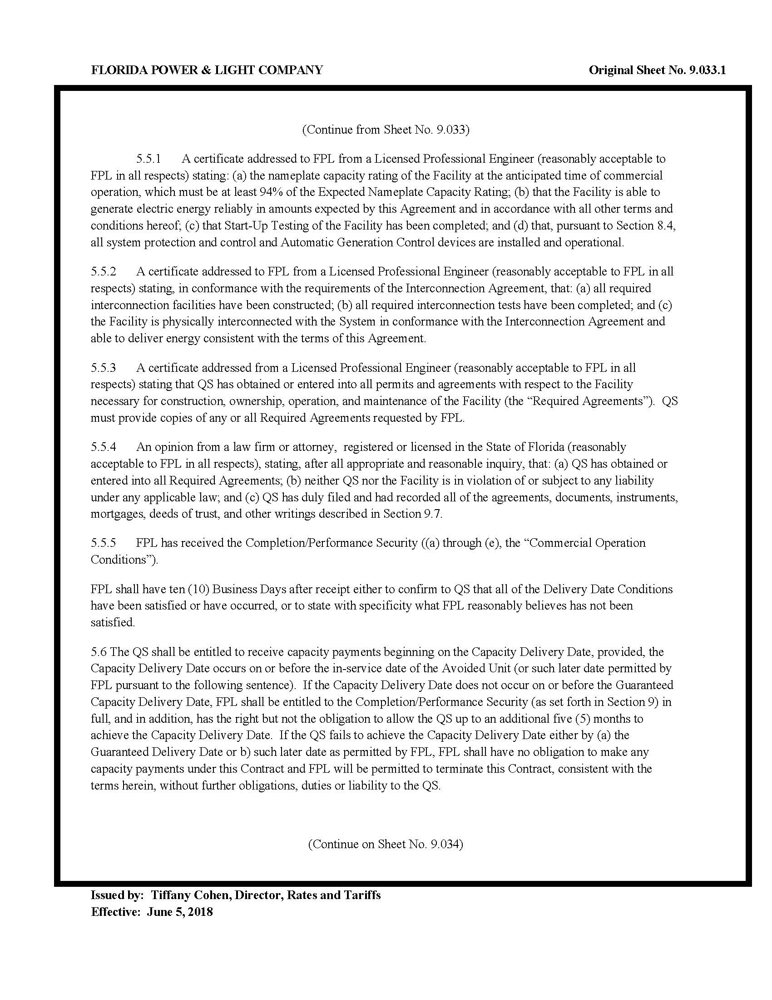 FLORIDA POWER & LIGHT COMPANY Original Sheet No. 9.033.1
(Continue from Sheet No. 9.033)
5.5.1 A certificate addressed to FPL from a Licensed Professional Engineer (reasonably acceptable to
FPL in all respects) stating: (a) the nameplate capacity rating of the Facility at the anticipated time of commercial
operation, which must be at least 94% of the Expected Nameplate Capacity Rating; (b) that the Facility is able to
generate electric energy reliably in amounts expected by this Agreement and in accordance with all other terms and
conditions hereof; (c) that Start-Up Testing of the Facility has been completed; and (d) that, pursuant to Section 8.4,
all system protection and control and Automatic Generation Control devices are installed and operational.
5.5.2 A certificate addressed to FPL from a Licensed Professional Engineer (reasonably acceptable to FPL in all
respects) stating, in conformance with the requirements of the Interconnection Agreement, that: (a) all required
interconnection facilities have been constructed; (b) all required interconnection tests have been completed; and (c)
the Facility is physically interconnected with the System in conformance with the Interconnection Agreement and
able to deliver energy consistent with the terms of this Agreement.
5.5.3 A certificate addressed from a Licensed Professional Engineer (reasonably acceptable to FPL in all
respects) stating that QS has obtained or entered into all permits and agreements with respect to the Facility
necessary for construction, ownership, operation, and maintenance of the Facility (the “Required Agreements”). QS
must provide copies of any or all Required Agreements requested by FPL.
5.5.4 An opinion from a law firm or attorney, registered or licensed in the State of Florida (reasonably
acceptable to FPL in all respects), stating, after all appropriate and reasonable inquiry, that: (a) QS has obtained or
entered into all Required Agreements; (b) neither QS nor the Facility is in violation of or subject to any liability
under any applicable law; and (c) QS has duly filed and had recorded all of the agreements, documents, instruments,
mortgages, deeds of trust, and other writings described in Section 9.7.
5.5.5 FPL has received the Completion/Performance Security ((a) through (e), the “Commercial Operation
Conditions”).
FPL shall have ten (10) Business Days after receipt either to confirm to QS that all of the Delivery Date Conditions
have been satisfied or have occurred, or to state with specificity what FPL reasonably believes has not been
satisfied.
5.6 The QS shall be entitled to receive capacity payments beginning on the Capacity Delivery Date, provided, the
Capacity Delivery Date occurs on or before the in-service date of the Avoided Unit (or such later date permitted by
FPL pursuant to the following sentence). If the Capacity Delivery Date does not occur on or before the Guaranteed
Capacity Delivery Date, FPL shall be entitled to the Completion/Performance Security (as set forth in Section 9) in
full, and in addition, has the right but not the obligation to allow the QS up to an additional five (5) months to
achieve the Capacity Delivery Date. If the QS fails to achieve the Capacity Delivery Date either by (a) the
Guaranteed Delivery Date or b) such later date as permitted by FPL, FPL shall have no obligation to make any
capacity payments under this Contract and FPL will be permitted to terminate this Contract, consistent with the
terms herein, without further obligations, duties or liability to the QS.
(Continue on Sheet No. 9.034)
Issued by: Tiffany Cohen, Director, Rates and Tariffs
Effective: June 5, 2018